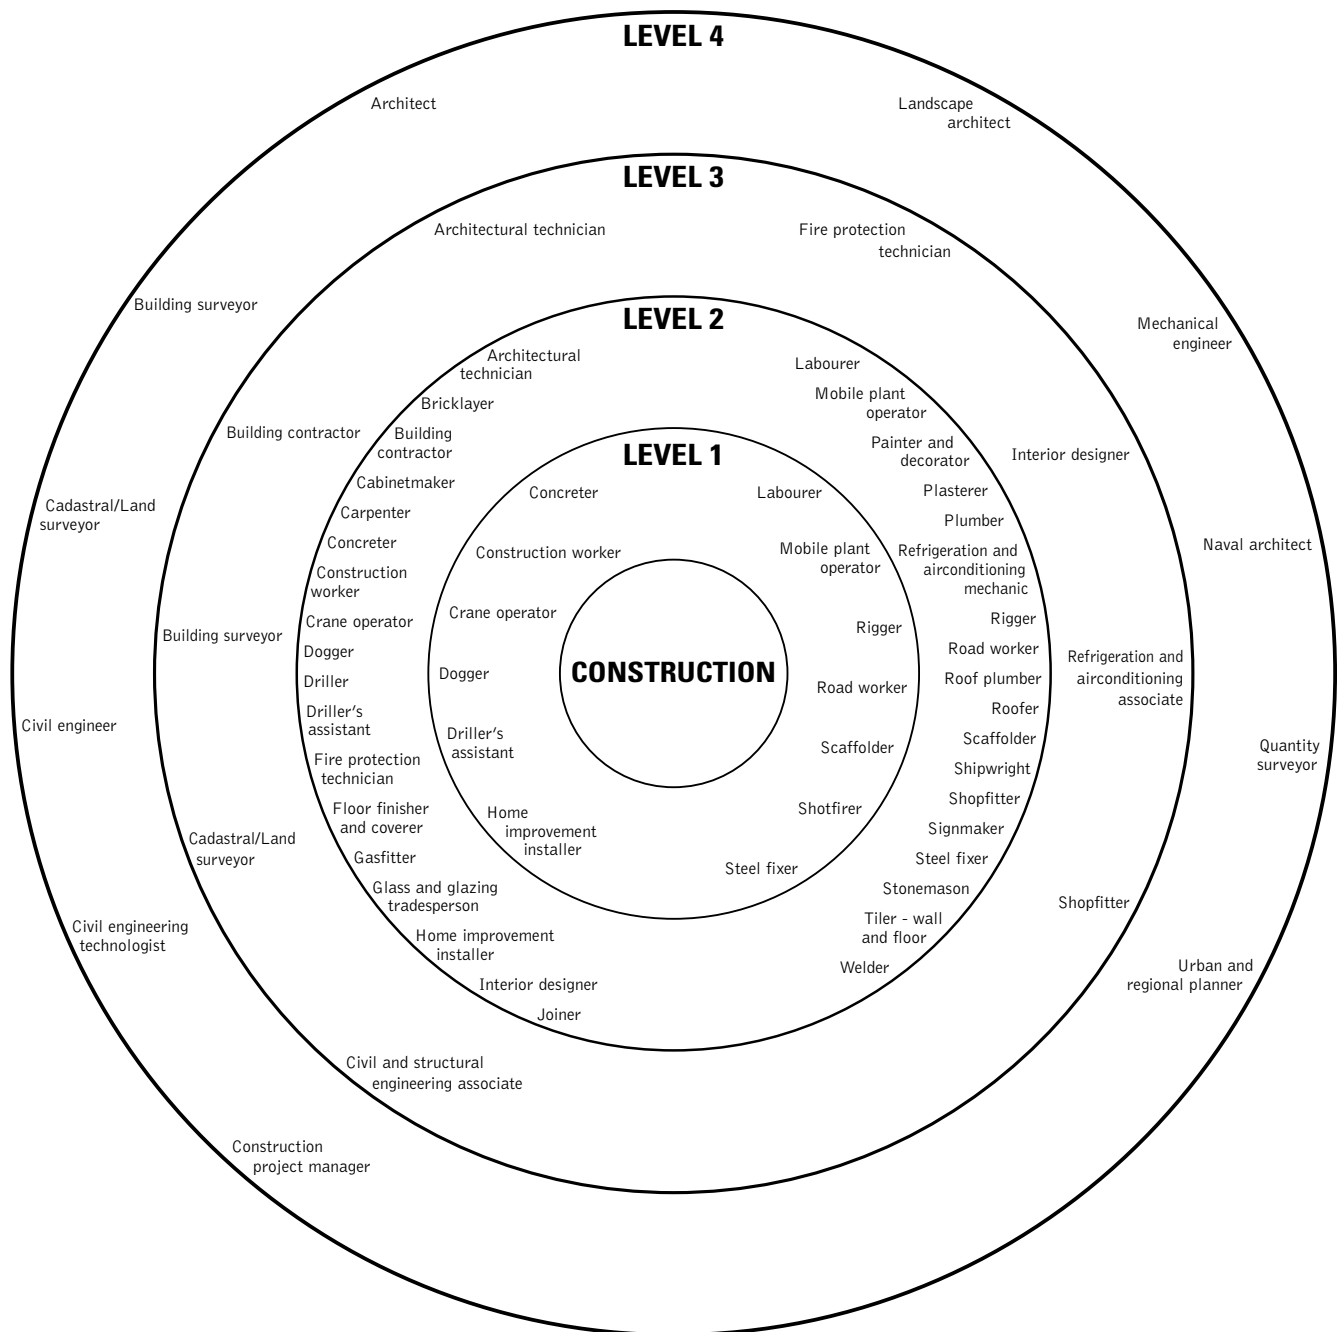 LEVEL 4
Architect
Building surveyor
Cadastral/Land
surveyor
Civil engineer
Civil engineering
technologist
Construction
project manager
Landscape
architect
Mechanical
engineer
Naval architect
Quantity
surveyor
Urban and
regional planner
LEVEL 3
Architectural technician
Building contractor
Building surveyor
Cadastral/Land
surveyor
Civil and structural
engineering associate
Fire protection
technician
Interior designer
Refrigeration and
airconditioning
associate
Shopfitter
LEVEL 2
Architectural
technician
Bricklayer
Building
contractor
Cabinetmaker
Carpenter
Concreter
Construction
worker
Crane operator
Dogger
Driller
Driller's
assistant
Fire protection
technician
Floor finisher
and coverer
Gasfitter
Glass and glazing
tradesperson
Home improvement
installer
Interior designer
Joiner
Labourer
Mobile plant
operator
Painter and
decorator
Plasterer
Plumber
Refrigeration and
airconditioning
mechanic
Rigger
Road worker
Roof plumber
Roofer
Scaffolder
Shipwright
Shopfitter
Signmaker
Steel fixer
Stonemason
Tiler - wall
and floor
Welder
LEVEL 1
Concreter
Construction worker
Crane operator
Dogger
Driller's
assistant
Home
improvement
installer
Labourer
Mobile plant
operator
Rigger
Road worker
Scaffolder
Shotfirer
Steel fixer
CONSTRUCTION